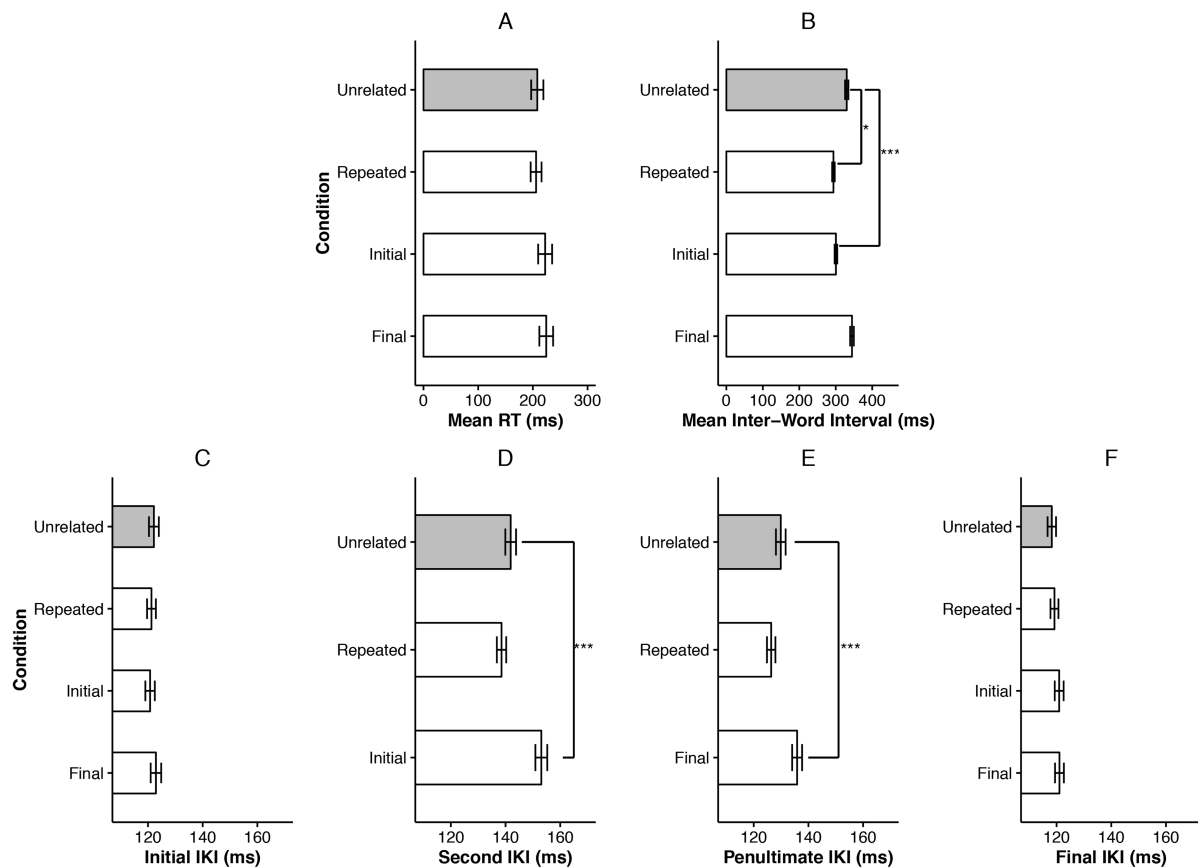 A
Unrelated
Repeated
Initial
Final
Condition
0 100 200 300
Mean RT (ms)
B
Unrelated
Repeated
Initial
Final
*
***
0 100 200 300 400
Mean Inter−Word Interval (ms)
C
Unrelated
Repeated
Initial
Final
Condition
120 140 160
Initial IKI (ms)
D
Unrelated
Repeated
Initial
***
120 140 160
Second IKI (ms)
E
Unrelated
Repeated
Final
***
120 140 160
Penultimate IKI (ms)
F
Unrelated
Repeated
Initial
Final
120 140 160
Final IKI (ms)